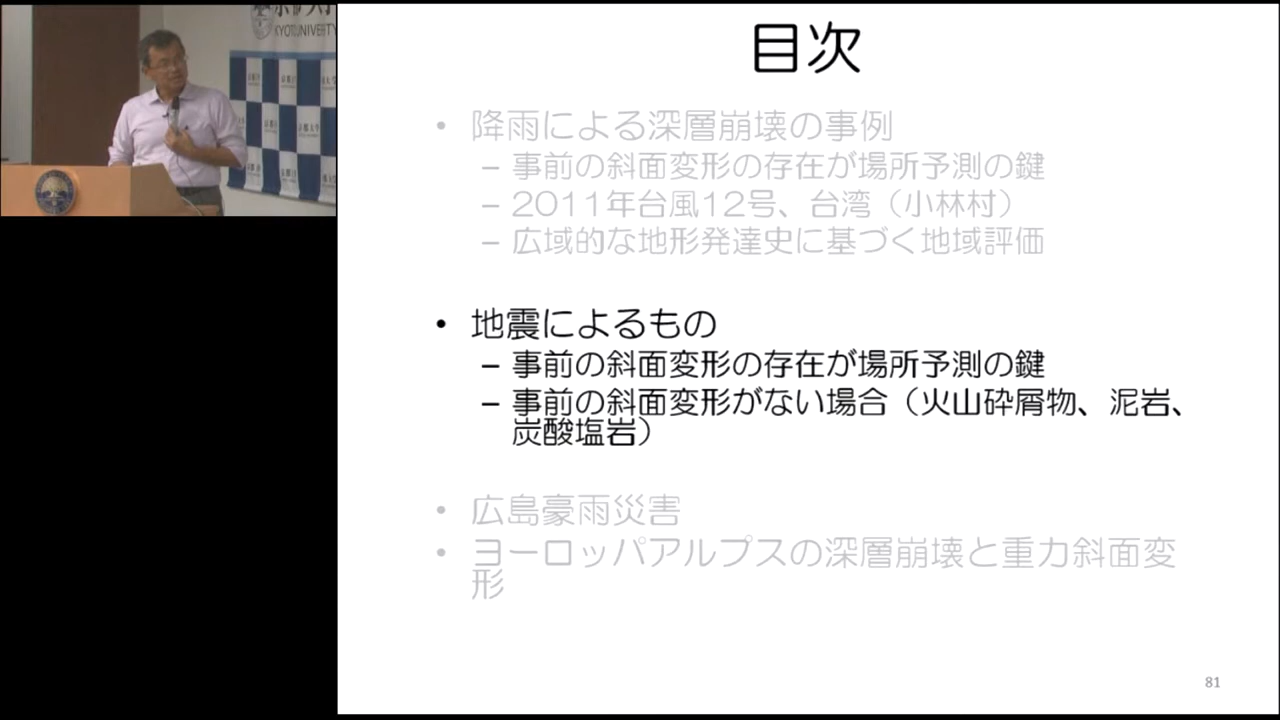 KYOTO UNIVERSITY
目次
• 降雨による深層崩壊の事例
– 事前の斜面変形の存在が場所予測の鍵
– 2011年台風12号、台湾（小林村）
– 広域的な地形発達史に基づく地域評価
• 地震によるもの
– 事前の斜面変形の存在が場所予測の鍵
– 事前の斜面変形がない場合（火山砕屑物、泥岩、
炭酸塩岩）
• 広島豪雨災害
• ヨーロッパアルプスの深層崩壊と重力斜面変
形
81